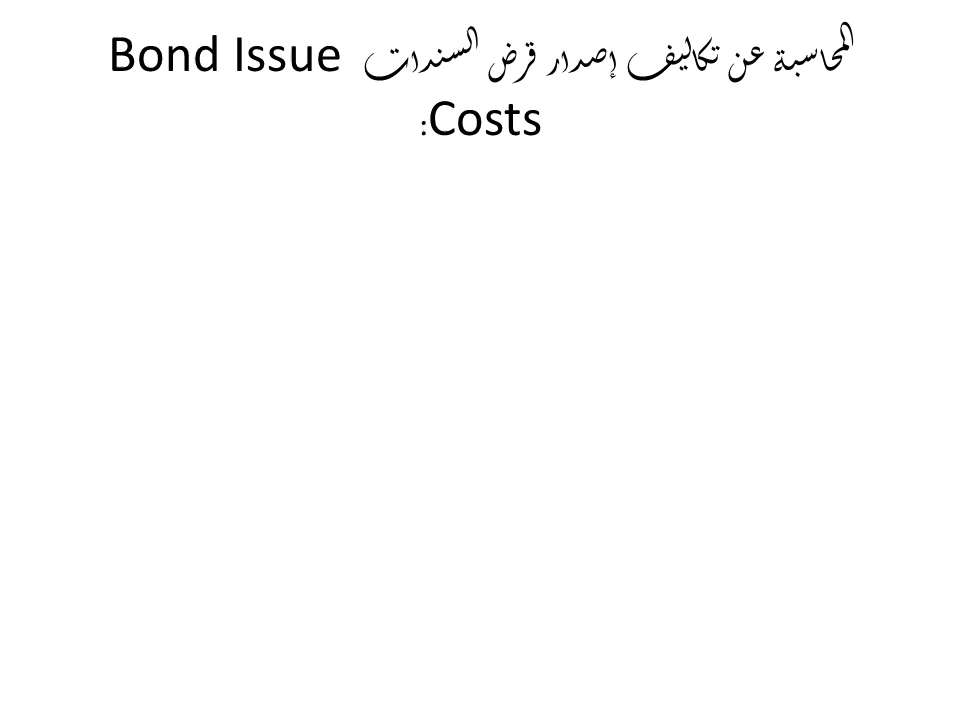 المحاسبة عن تكاليف إصدار قرض السندات Bond Issue
Costs: